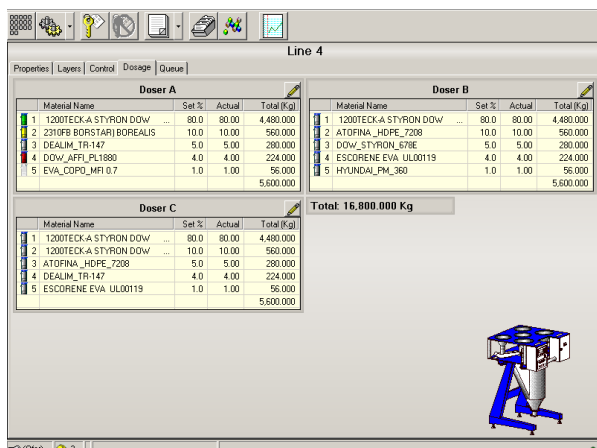 Line 4
Properties Layers Control Dosage Queue
Doser A
Material Name Set % Actual Total (Kg)
1 1200TECK-A STYRON DOW ... 80.0 80.00 4,480.000
2 2310FB BORSTAR| BOREALIS 10.0 10.00 560.000
3 DEALIM_TR-147 5.0 5.00 280.000
4 DOW_AFFI_PL1880 4.0 4.00 224.000
5 EVA_COPO_MFI 0.7 1.0 1.00 56.000
5,600.000
Doser B
Material Name Set % Actual Total (Kg)
1 1200TECK-A STYRON DOW ... 80.0 80.00 4,480.000
2 ATOFINA_HDPE_7208 10.0 10.00 560.000
3 DOW_STYRON_678E 5.0 5.00 280.000
4 ESCORENE EVA UL00119 4.0 4.00 224.000
5 HYUNDAI_PM_360 1.0 1.00 56.000
5,600.000
Doser C
Material Name Set % Actual Total (Kg)
1 1200TECK-A STYRON DOW ... 80.0 80.00 4,480.000
2 1200TECK-A STYRON DOW ... 10.0 10.00 560.000
3 ATOFINA_HDPE_7208 5.0 5.00 280.000
4 DEALIM_TR-147 4.0 4.00 224.000
5 ESCORENE EVA UL00119 1.0 1.00 56.000
5,600.000
Total: 16,800.000 Kg